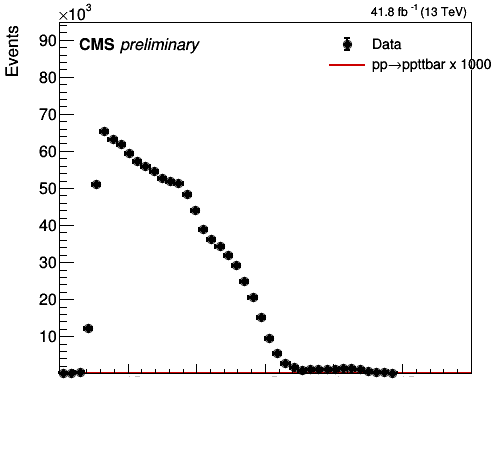 ×10³
41.8 fb⁻¹ (13 TeV)
Events
CMS preliminary
Data
pp→ppttbar x 1000
90
80
70
60
50
40
30
20
10